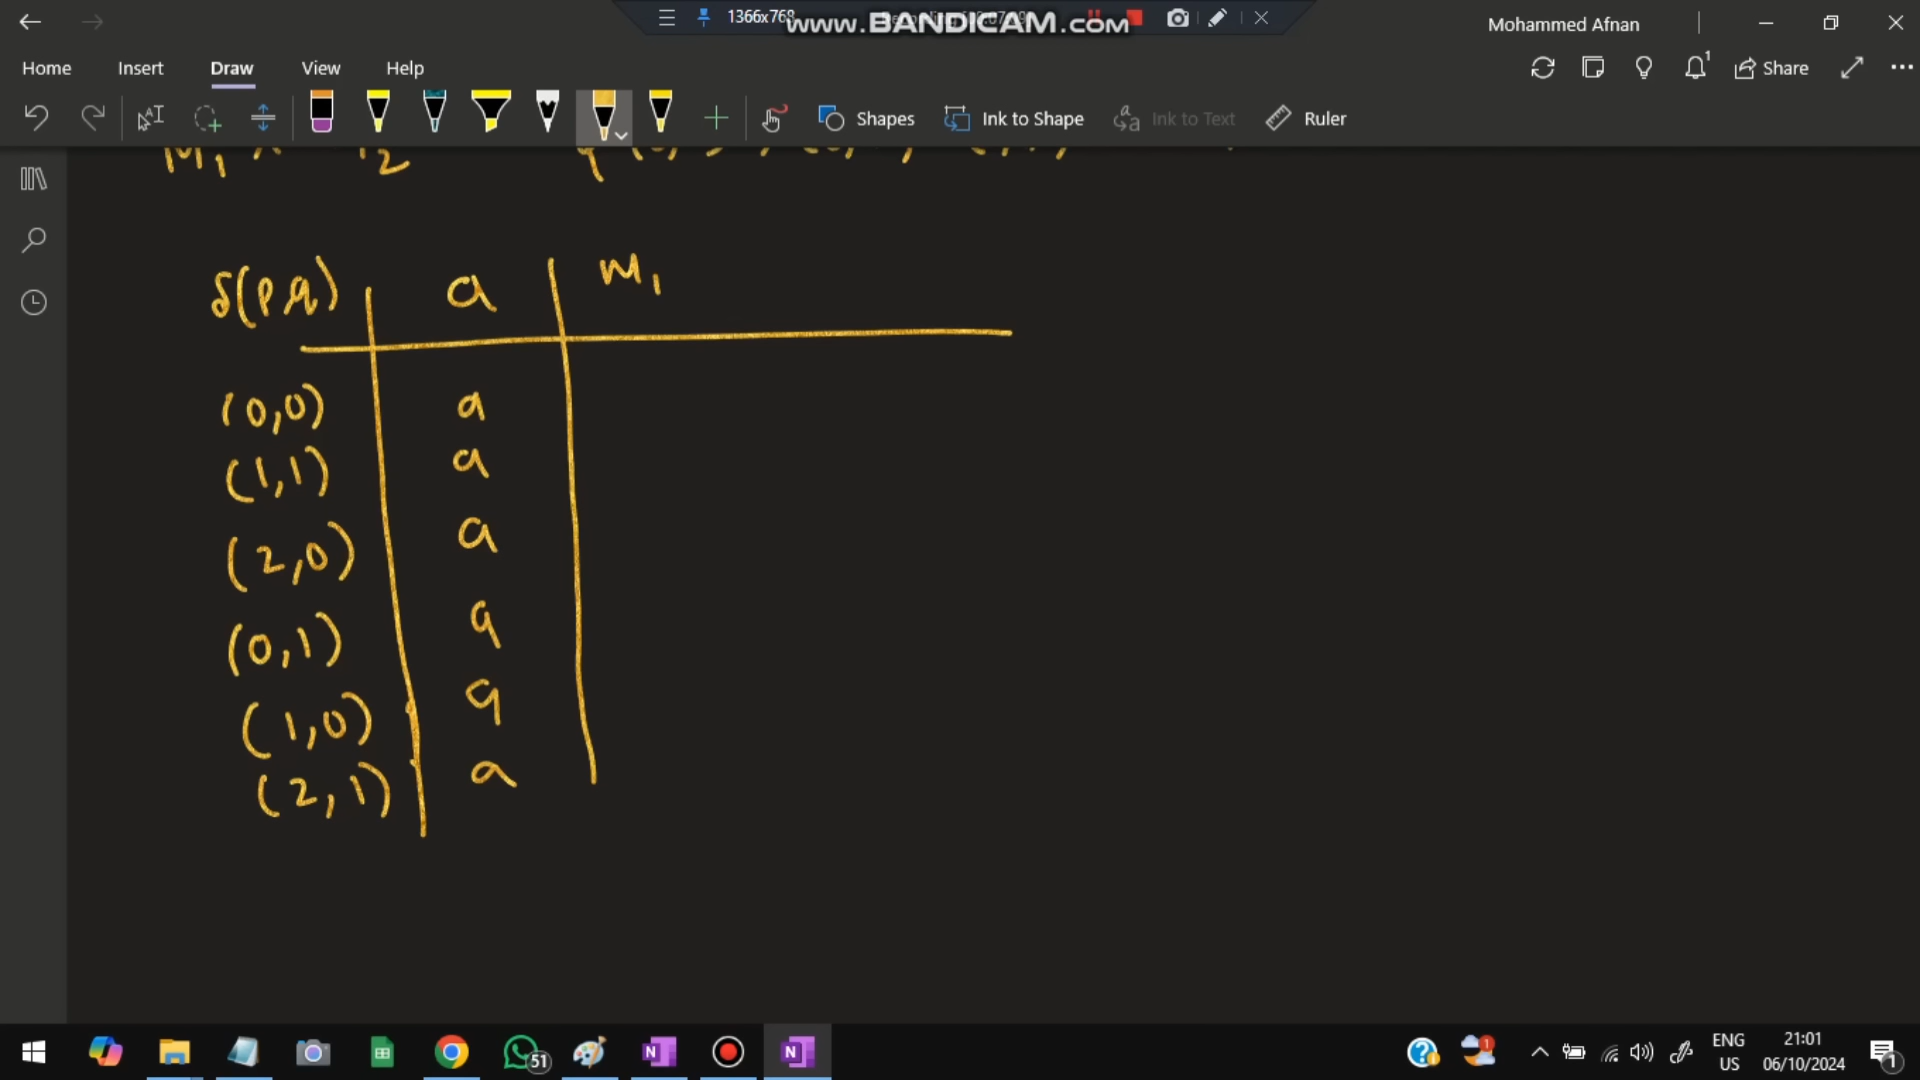 1366x768
www.BANDICAM.com
Mohammed Afnan
Home Insert Draw View Help
Share
Shapes Ink to Shape Ink to Text Ruler
M₁ x
δ(p,q) a M₁
(0,0) a
(1,1) a
(2,0) a
(0,1) a
(1,0) a
(2,1) a
51
ENG
US
21:01
06/10/2024